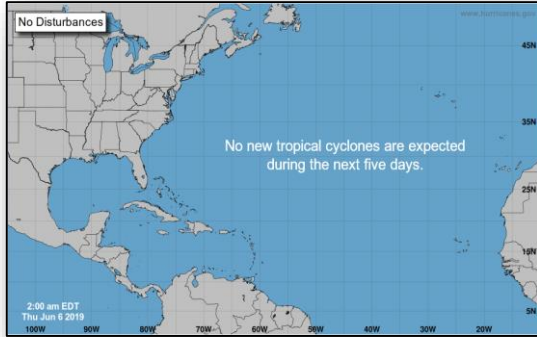 No Disturbances
www.hurricanes.gov
45N
35N
No new tropical cyclones are expected
during the next five days.
25N
15N
5N
2:00 am EDT
Thu Jun 6 2019
100W 90W 80W 70W 60W 50W 40W 30W 20W